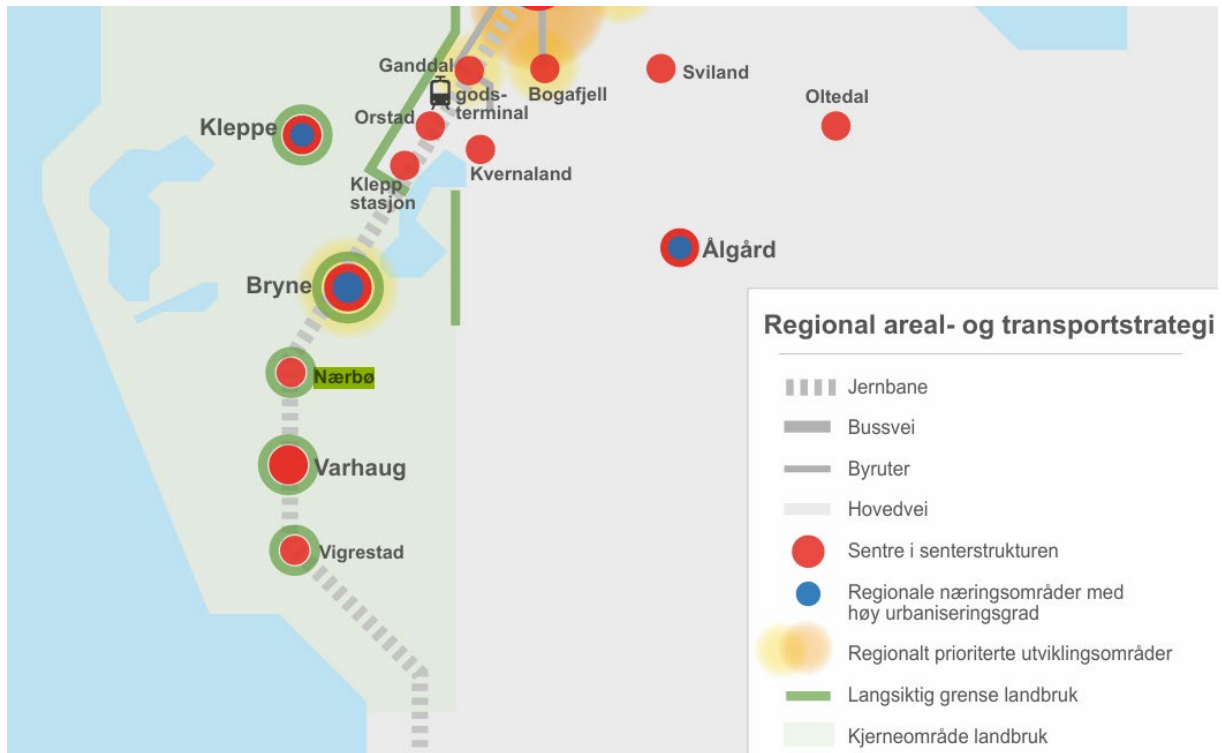 Ganddal
gods-
terminal
Bogafjell
Sviland
Oltedal
Kleppe
Orstad
Kvernaland
Klepp
stasjon
Ålgård
Bryne
Nærbø
Varhaug
Vigrestad
Regional areal- og transportstrategi
Jernbane
Bussvei
Byruter
Hovedvei
Sentre i senterstrukturen
Regionale næringsområder med
høy urbaniseringsgrad
Regionalt prioriterte utviklingsområder
Langsiktig grense landbruk
Kjerneområde landbruk